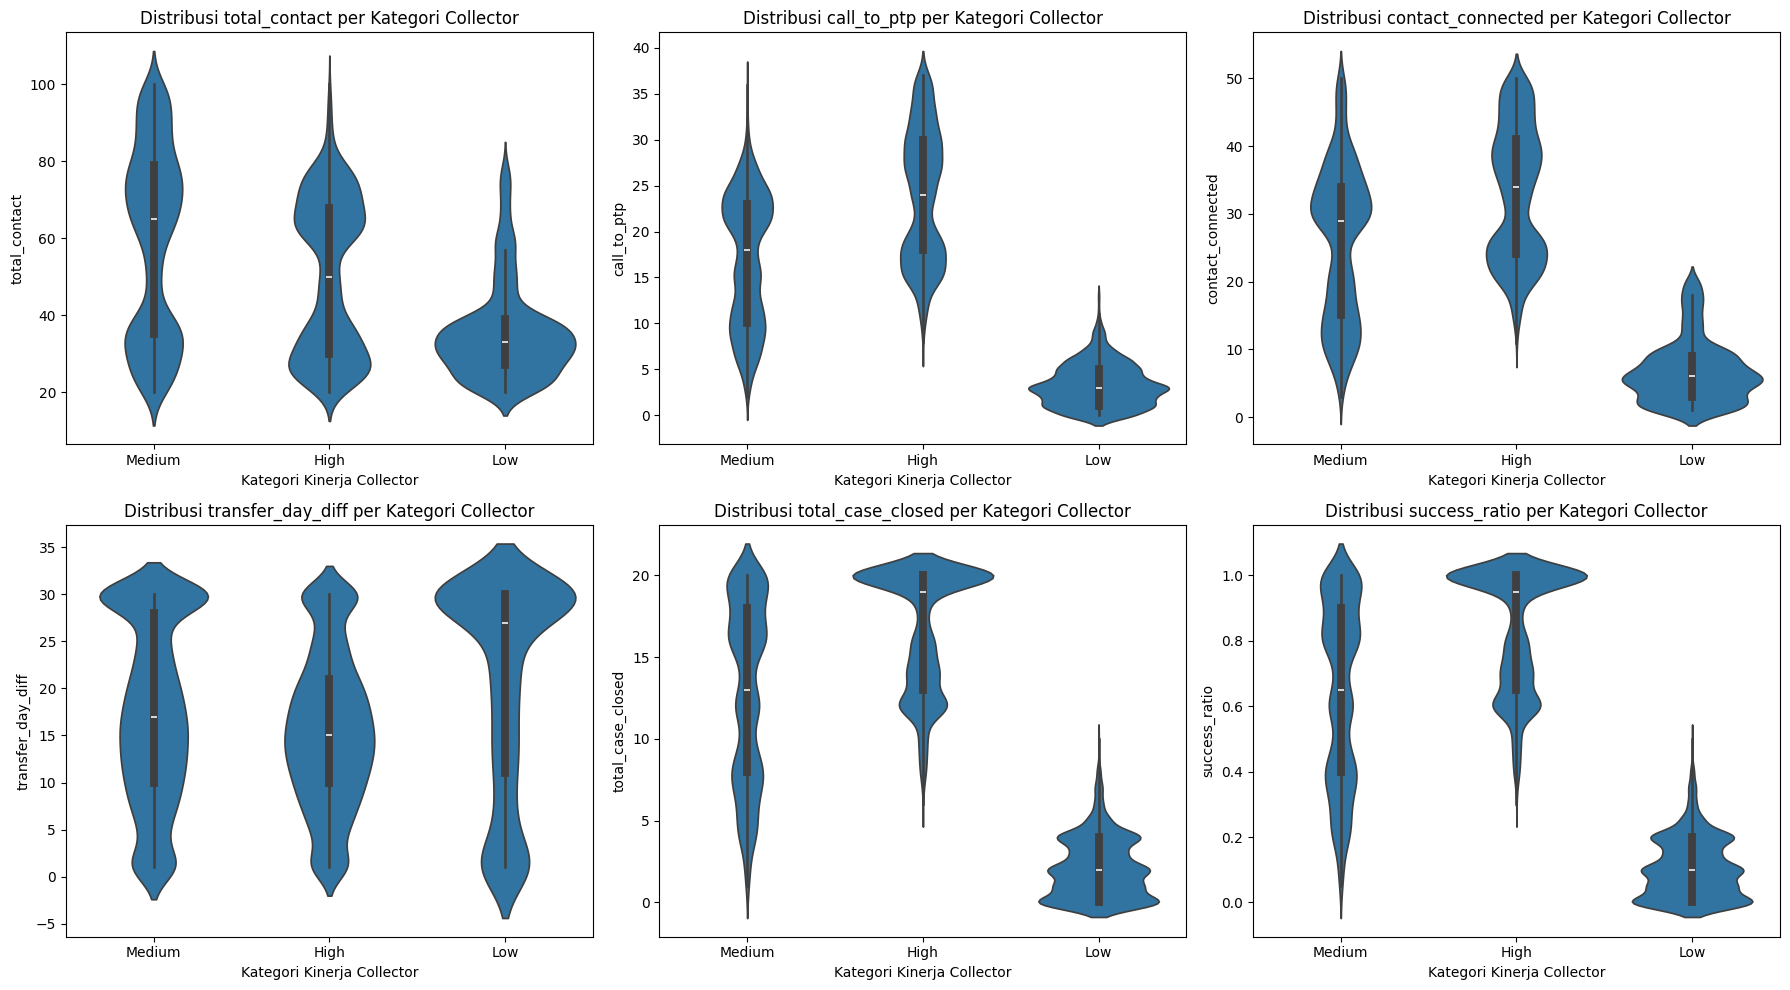 Distribusi total_contact per Kategori Collector
total_contact
100
80
60
40
20
Medium
High
Low
Kategori Kinerja Collector
Distribusi call_to_ptp per Kategori Collector
call_to_ptp
40
35
30
25
20
15
10
5
0
Medium
High
Low
Kategori Kinerja Collector
Distribusi contact_connected per Kategori Collector
contact_connected
50
40
30
20
10
0
Medium
High
Low
Kategori Kinerja Collector
Distribusi transfer_day_diff per Kategori Collector
transfer_day_diff
35
30
25
20
15
10
5
0
−5
Medium
High
Low
Kategori Kinerja Collector
Distribusi total_case_closed per Kategori Collector
total_case_closed
20
15
10
5
0
Medium
High
Low
Kategori Kinerja Collector
Distribusi success_ratio per Kategori Collector
success_ratio
1.0
0.8
0.6
0.4
0.2
0.0
Medium
High
Low
Kategori Kinerja Collector